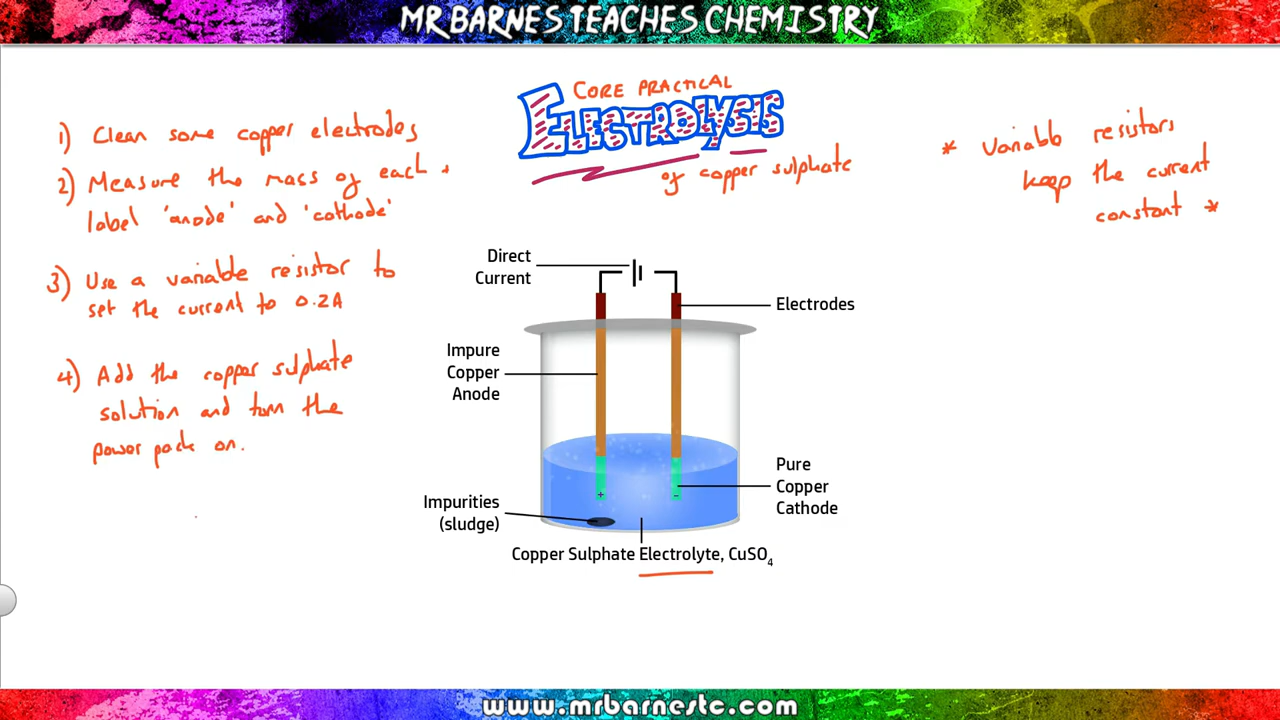 MR BARNES TEACHES CHEMISTRY
CORE PRACTICAL
ELECTROLYSIS
of copper sulphate
1) Clean some copper electrodes
2) Measure the mass of each +
label 'anode' and 'cathode'
3) Use a variable resistor to
set the current to 0.2A
4) Add the copper sulphate
solution and turn the
power pack on.
* Variable resistors
keep the current
constant *
Direct
Current
Electrodes
Impure
Copper
Anode
Pure
Copper
Cathode
+
−
Impurities
(sludge)
Copper Sulphate Electrolyte, CuSO₄
www.mrbarnestc.com